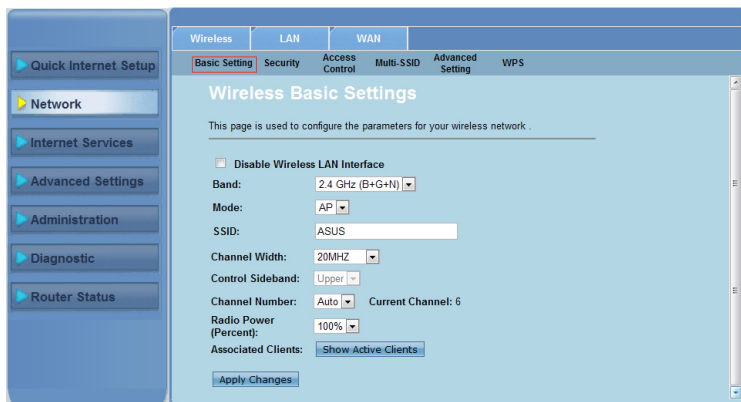 Wireless LAN WAN
Basic Setting Security Access Control Multi-SSID Advanced Setting WPS
Quick Internet Setup
Network
Internet Services
Advanced Settings
Administration
Diagnostic
Router Status
Wireless Basic Settings
This page is used to configure the parameters for your wireless network .
Disable Wireless LAN Interface
Band: 2.4 GHz (B+G+N)
Mode: AP
SSID: ASUS
Channel Width: 20MHZ
Control Sideband: Upper
Channel Number: Auto Current Channel: 6
Radio Power (Percent): 100%
Associated Clients: Show Active Clients
Apply Changes